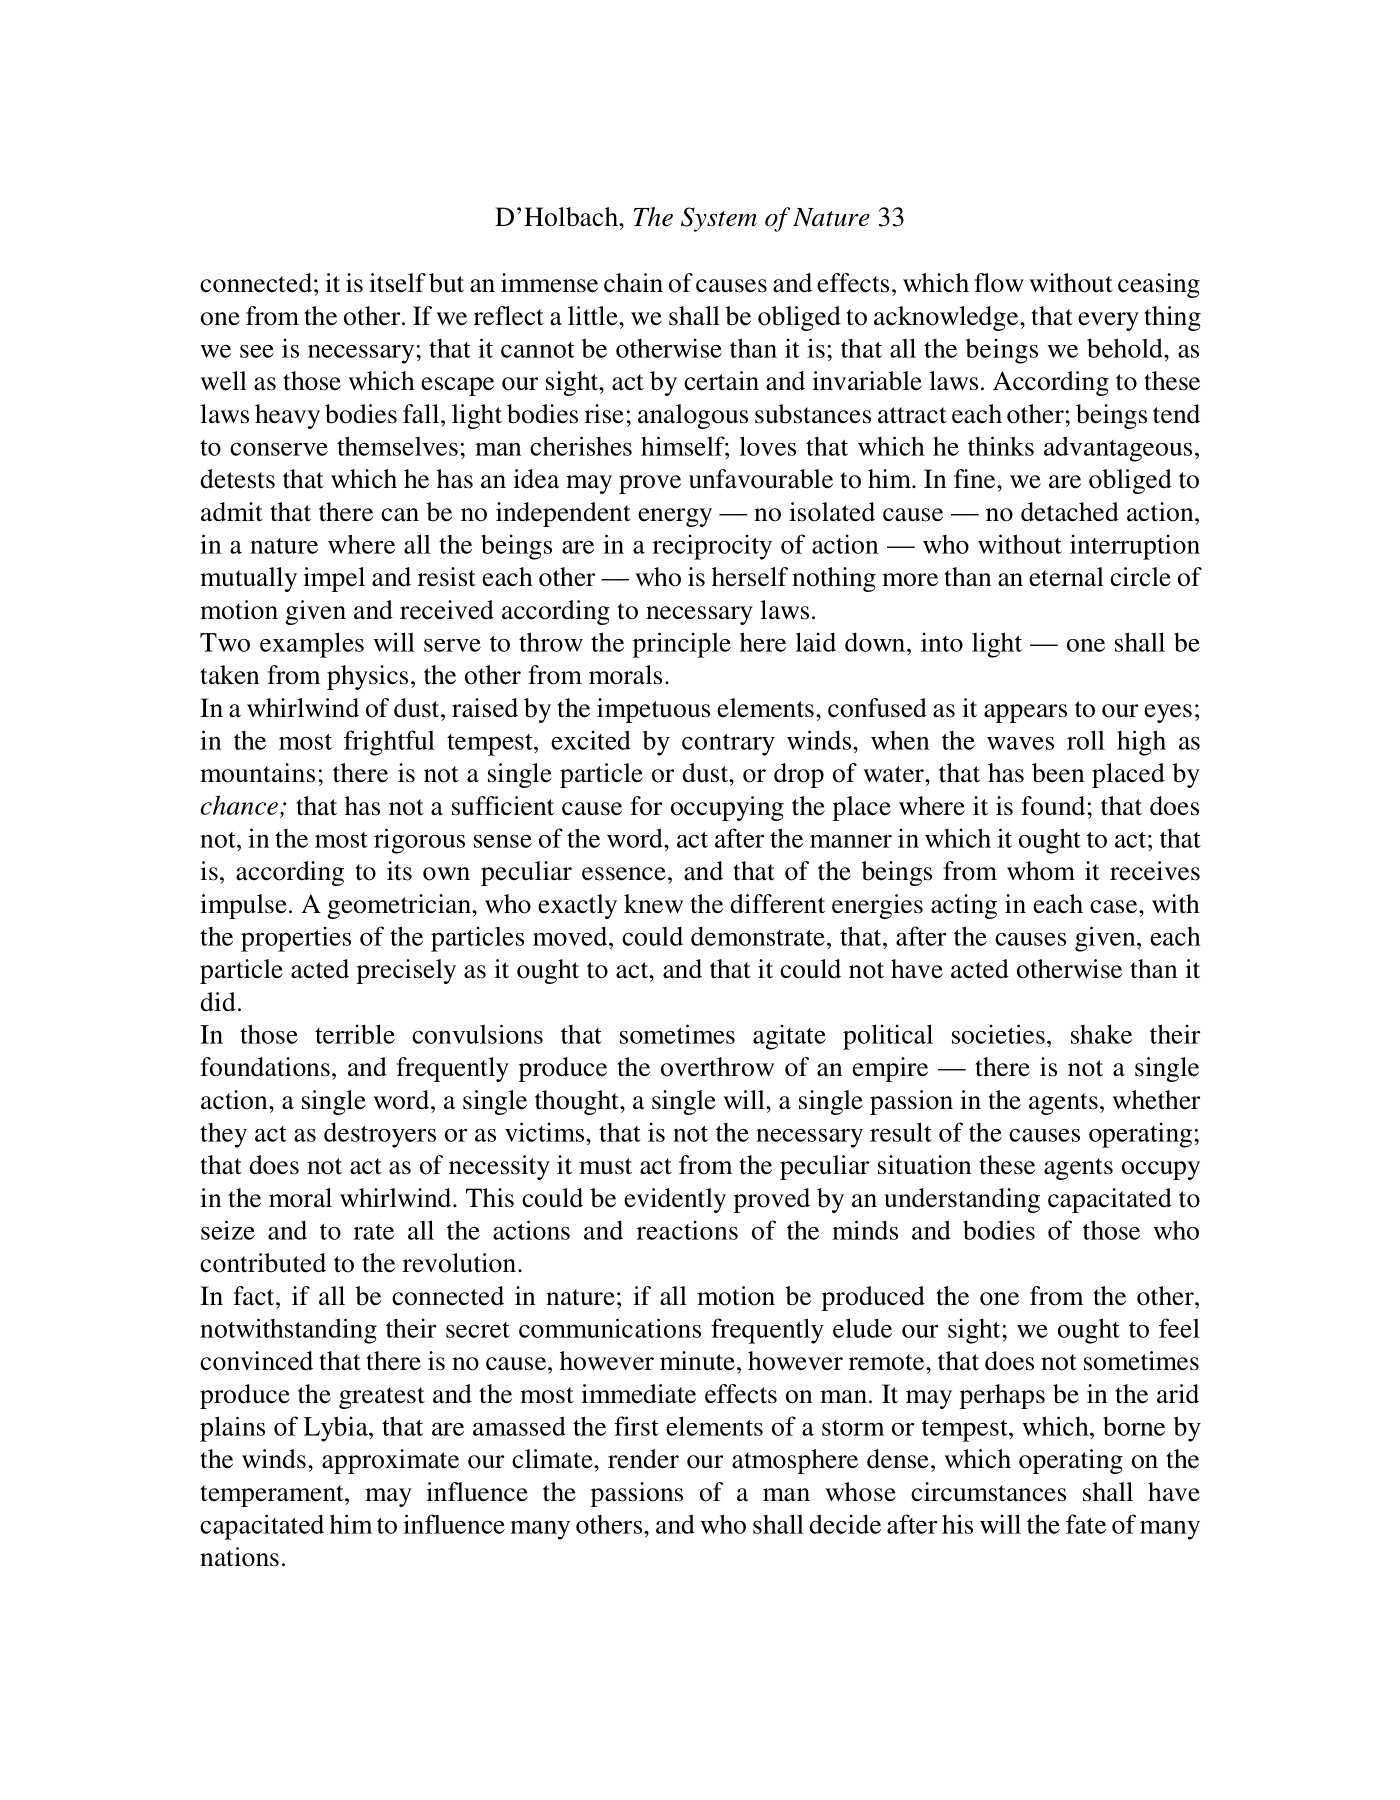 D’Holbach, The System of Nature 33
connected; it is itself but an immense chain of causes and effects, which flow without ceasing
one from the other. If we reflect a little, we shall be obliged to acknowledge, that every thing
we see is necessary; that it cannot be otherwise than it is; that all the beings we behold, as
well as those which escape our sight, act by certain and invariable laws. According to these
laws heavy bodies fall, light bodies rise; analogous substances attract each other; beings tend
to conserve themselves; man cherishes himself; loves that which he thinks advantageous,
detests that which he has an idea may prove unfavourable to him. In fine, we are obliged to
admit that there can be no independent energy — no isolated cause — no detached action,
in a nature where all the beings are in a reciprocity of action — who without interruption
mutually impel and resist each other — who is herself nothing more than an eternal circle of
motion given and received according to necessary laws.
Two examples will serve to throw the principle here laid down, into light — one shall be
taken from physics, the other from morals.
In a whirlwind of dust, raised by the impetuous elements, confused as it appears to our eyes;
in the most frightful tempest, excited by contrary winds, when the waves roll high as
mountains; there is not a single particle or dust, or drop of water, that has been placed by
chance; that has not a sufficient cause for occupying the place where it is found; that does
not, in the most rigorous sense of the word, act after the manner in which it ought to act; that
is, according to its own peculiar essence, and that of the beings from whom it receives
impulse. A geometrician, who exactly knew the different energies acting in each case, with
the properties of the particles moved, could demonstrate, that, after the causes given, each
particle acted precisely as it ought to act, and that it could not have acted otherwise than it
did.
In those terrible convulsions that sometimes agitate political societies, shake their
foundations, and frequently produce the overthrow of an empire — there is not a single
action, a single word, a single thought, a single will, a single passion in the agents, whether
they act as destroyers or as victims, that is not the necessary result of the causes operating;
that does not act as of necessity it must act from the peculiar situation these agents occupy
in the moral whirlwind. This could be evidently proved by an understanding capacitated to
seize and to rate all the actions and reactions of the minds and bodies of those who
contributed to the revolution.
In fact, if all be connected in nature; if all motion be produced the one from the other,
notwithstanding their secret communications frequently elude our sight; we ought to feel
convinced that there is no cause, however minute, however remote, that does not sometimes
produce the greatest and the most immediate effects on man. It may perhaps be in the arid
plains of Lybia, that are amassed the first elements of a storm or tempest, which, borne by
the winds, approximate our climate, render our atmosphere dense, which operating on the
temperament, may influence the passions of a man whose circumstances shall have
capacitated him to influence many others, and who shall decide after his will the fate of many
nations.